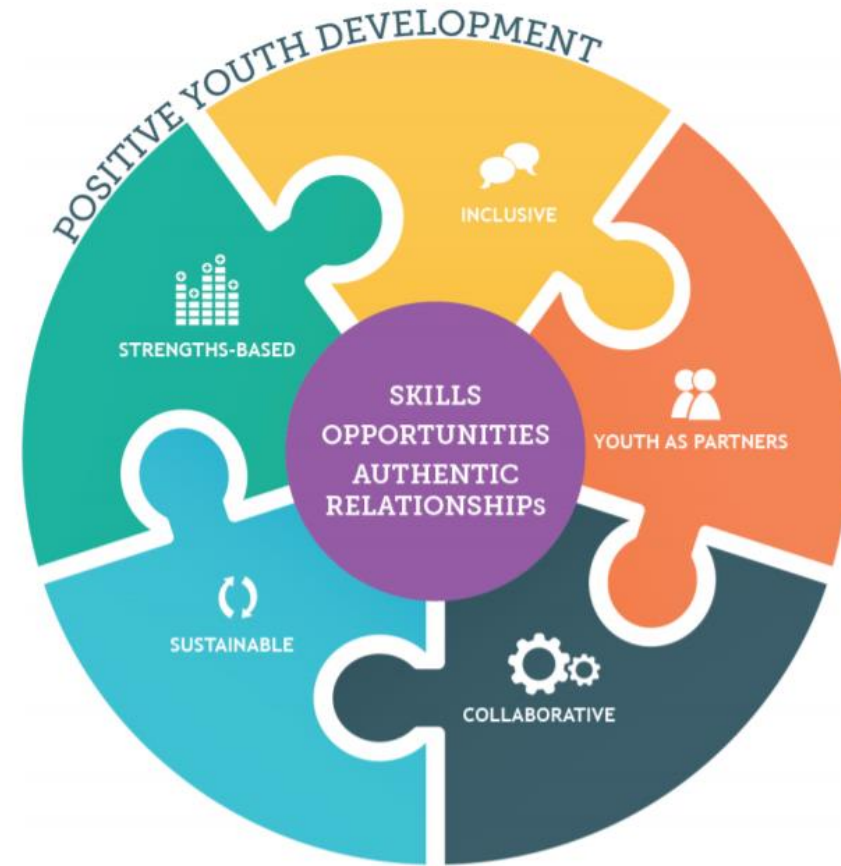 POSITIVE YOUTH DEVELOPMENT
INCLUSIVE
STRENGTHS-BASED
SKILLS
OPPORTUNITIES
AUTHENTIC
RELATIONSHIPs
YOUTH AS PARTNERS
SUSTAINABLE
COLLABORATIVE